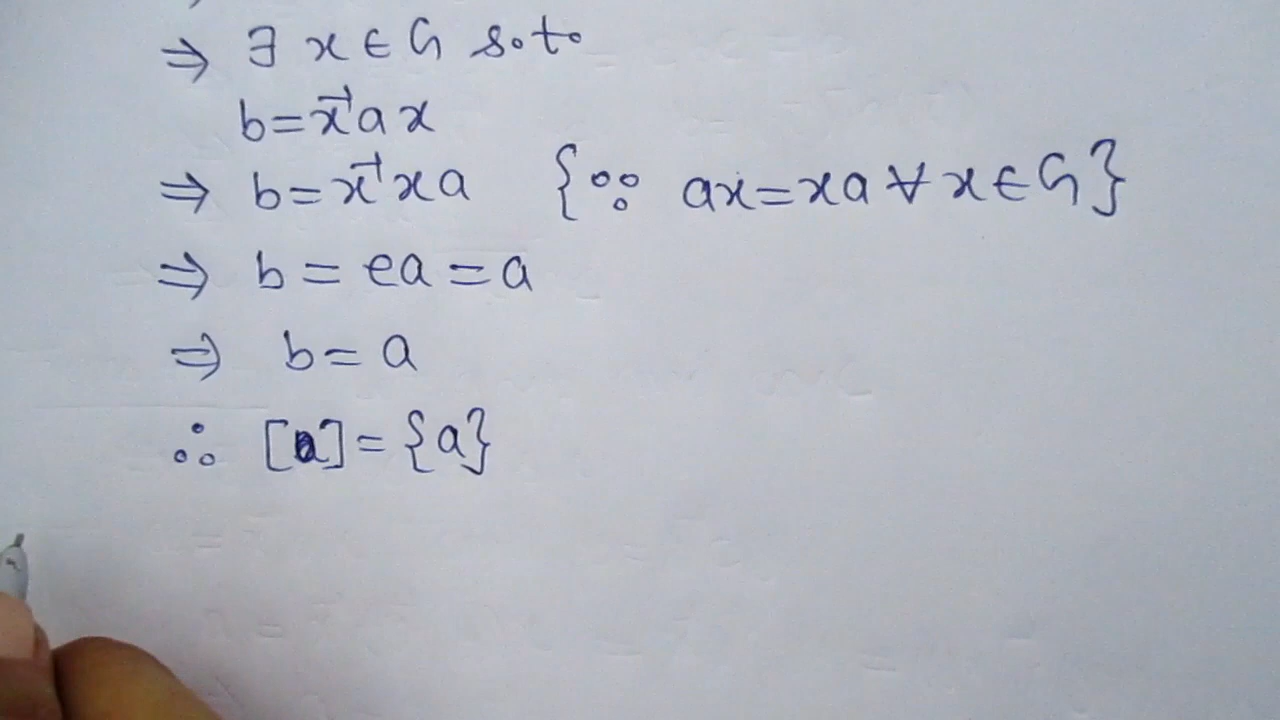 ⇒ ∃ x ∈ G s.t.
b = x⁻¹ a x
⇒ b = x⁻¹ x a {∵ ax = xa ∀ x ∈ G}
⇒ b = ea = a
⇒ b = a
∴ [a] = {a}